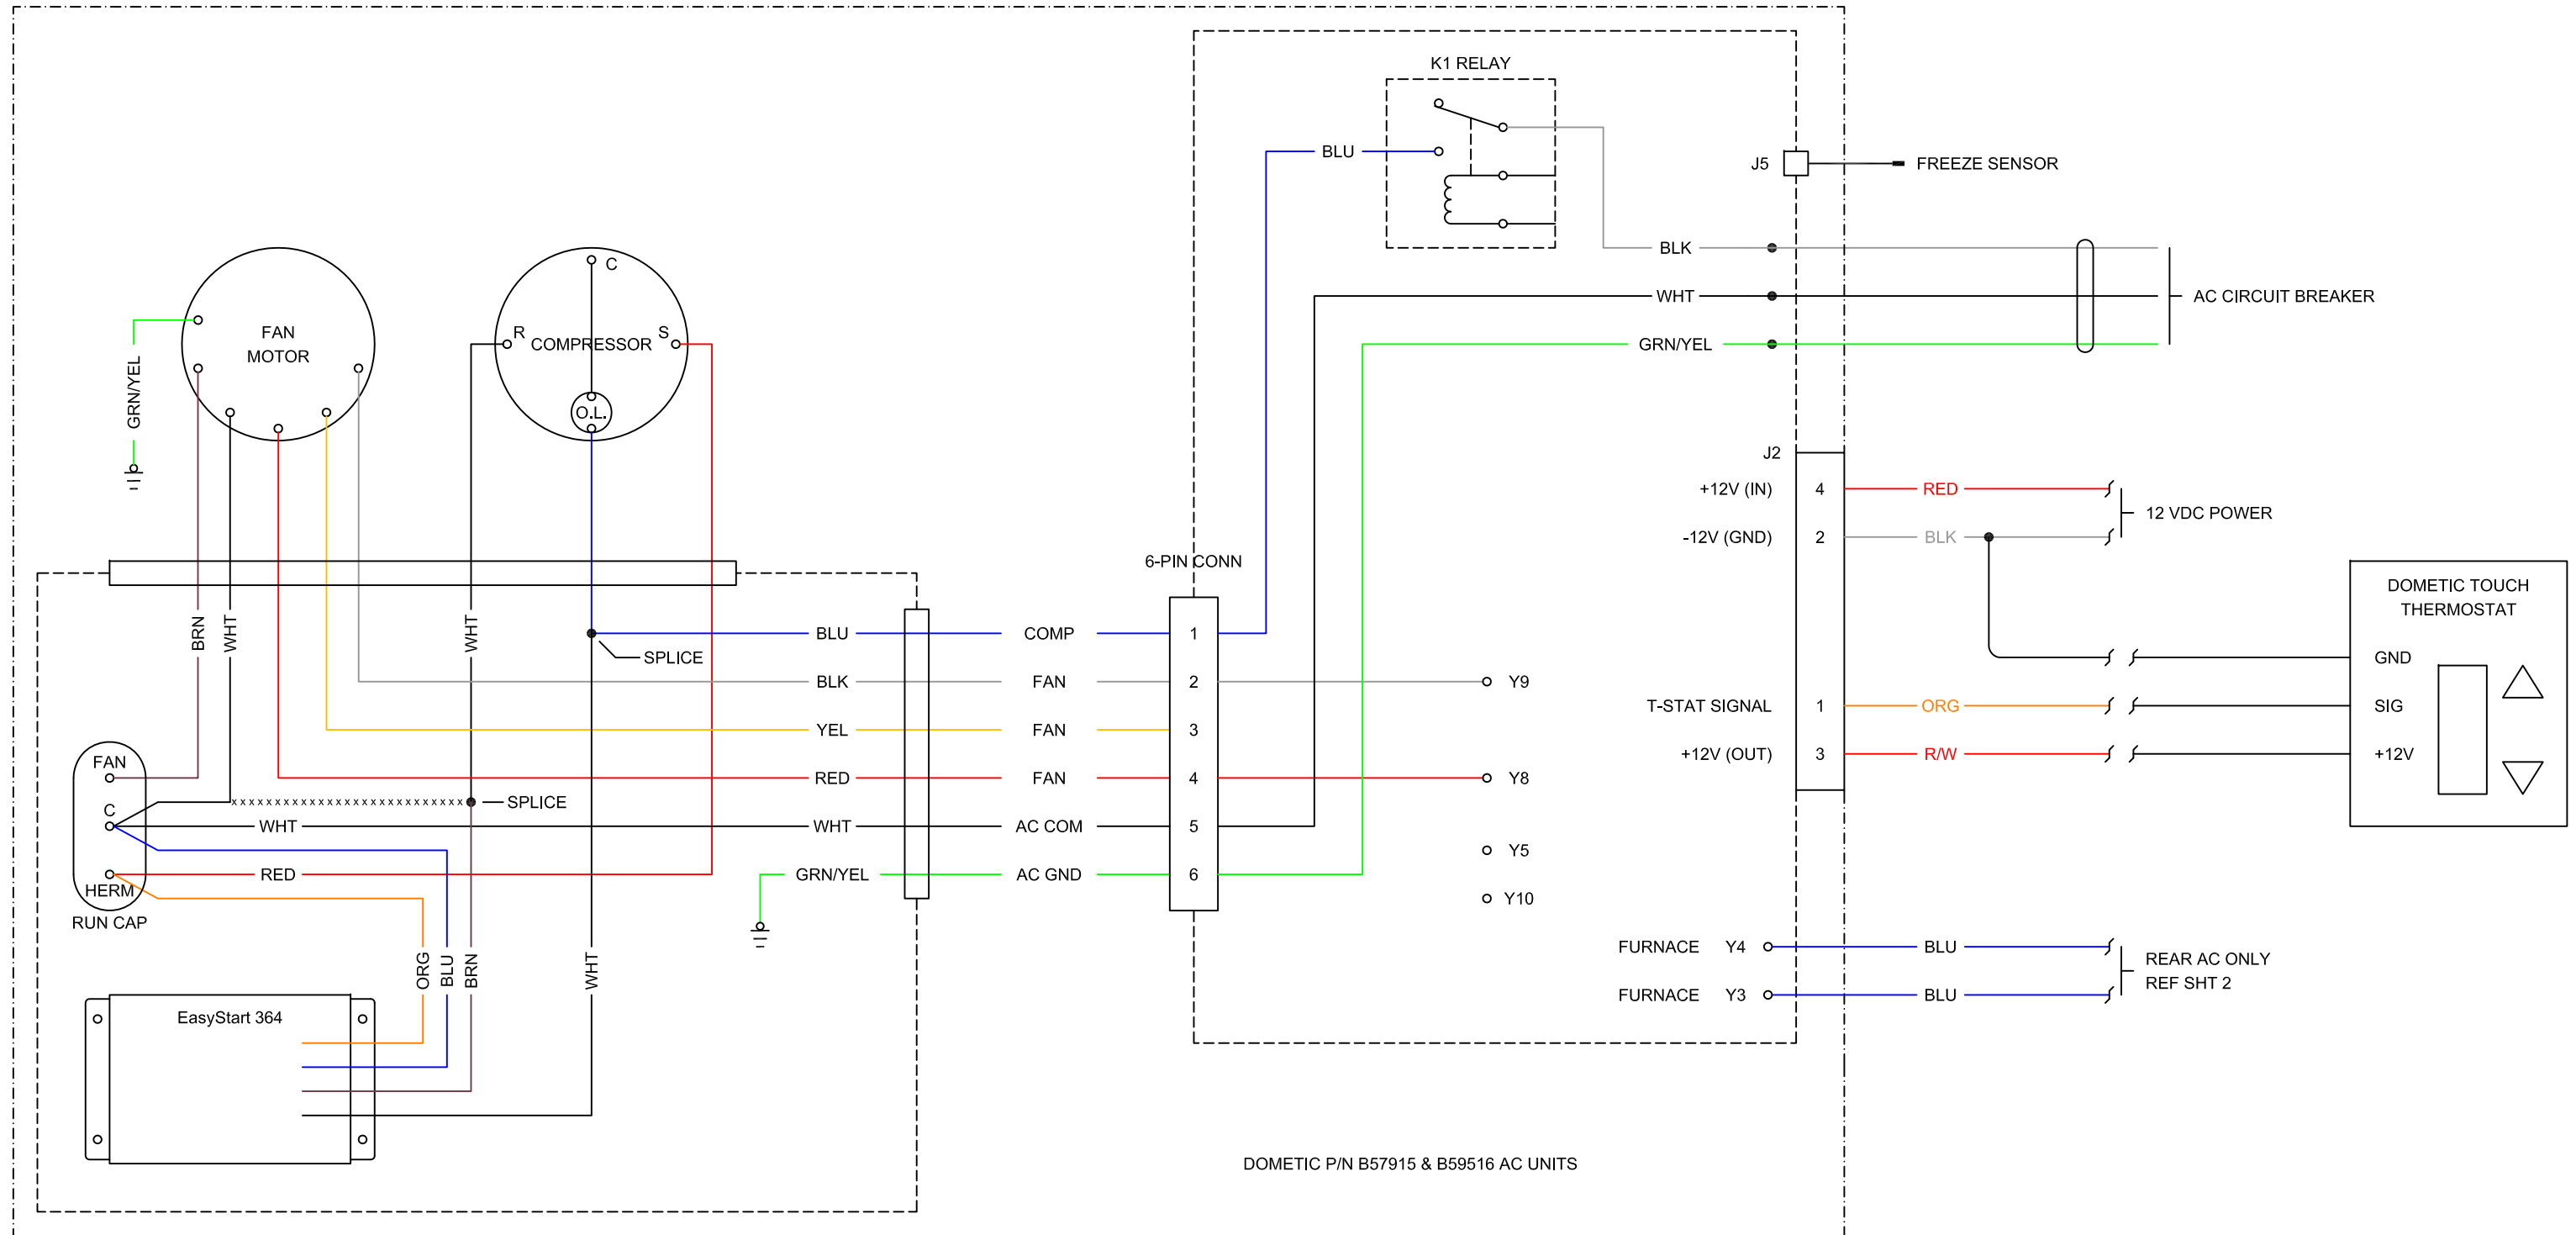 K1 RELAY
BLU
J5
FREEZE SENSOR
BLK
WHT
AC CIRCUIT BREAKER
GRN/YEL
FAN
MOTOR
GRN/YEL
C
R
COMPRESSOR
S
O.L.
J2
+12V (IN)
4
RED
-12V (GND)
2
BLK
12 VDC POWER
T-STAT SIGNAL
1
ORG
+12V (OUT)
3
R/W
DOMETIC TOUCH
THERMOSTAT
GND
SIG
+12V
6-PIN CONN
BRN
WHT
WHT
BLU
COMP
1
SPLICE
BLK
FAN
2
Y9
YEL
FAN
3
RED
FAN
4
Y8
FAN
C
HERM
RUN CAP
xxxxxxxxxxxxxxxxxxxxxxxxxxx
SPLICE
WHT
WHT
AC COM
5
Y5
RED
GRN/YEL
AC GND
6
Y10
ORG
BLU
BRN
WHT
FURNACE Y4
BLU
FURNACE Y3
BLU
REAR AC ONLY
REF SHT 2
EasyStart 364
DOMETIC P/N B57915 & B59516 AC UNITS